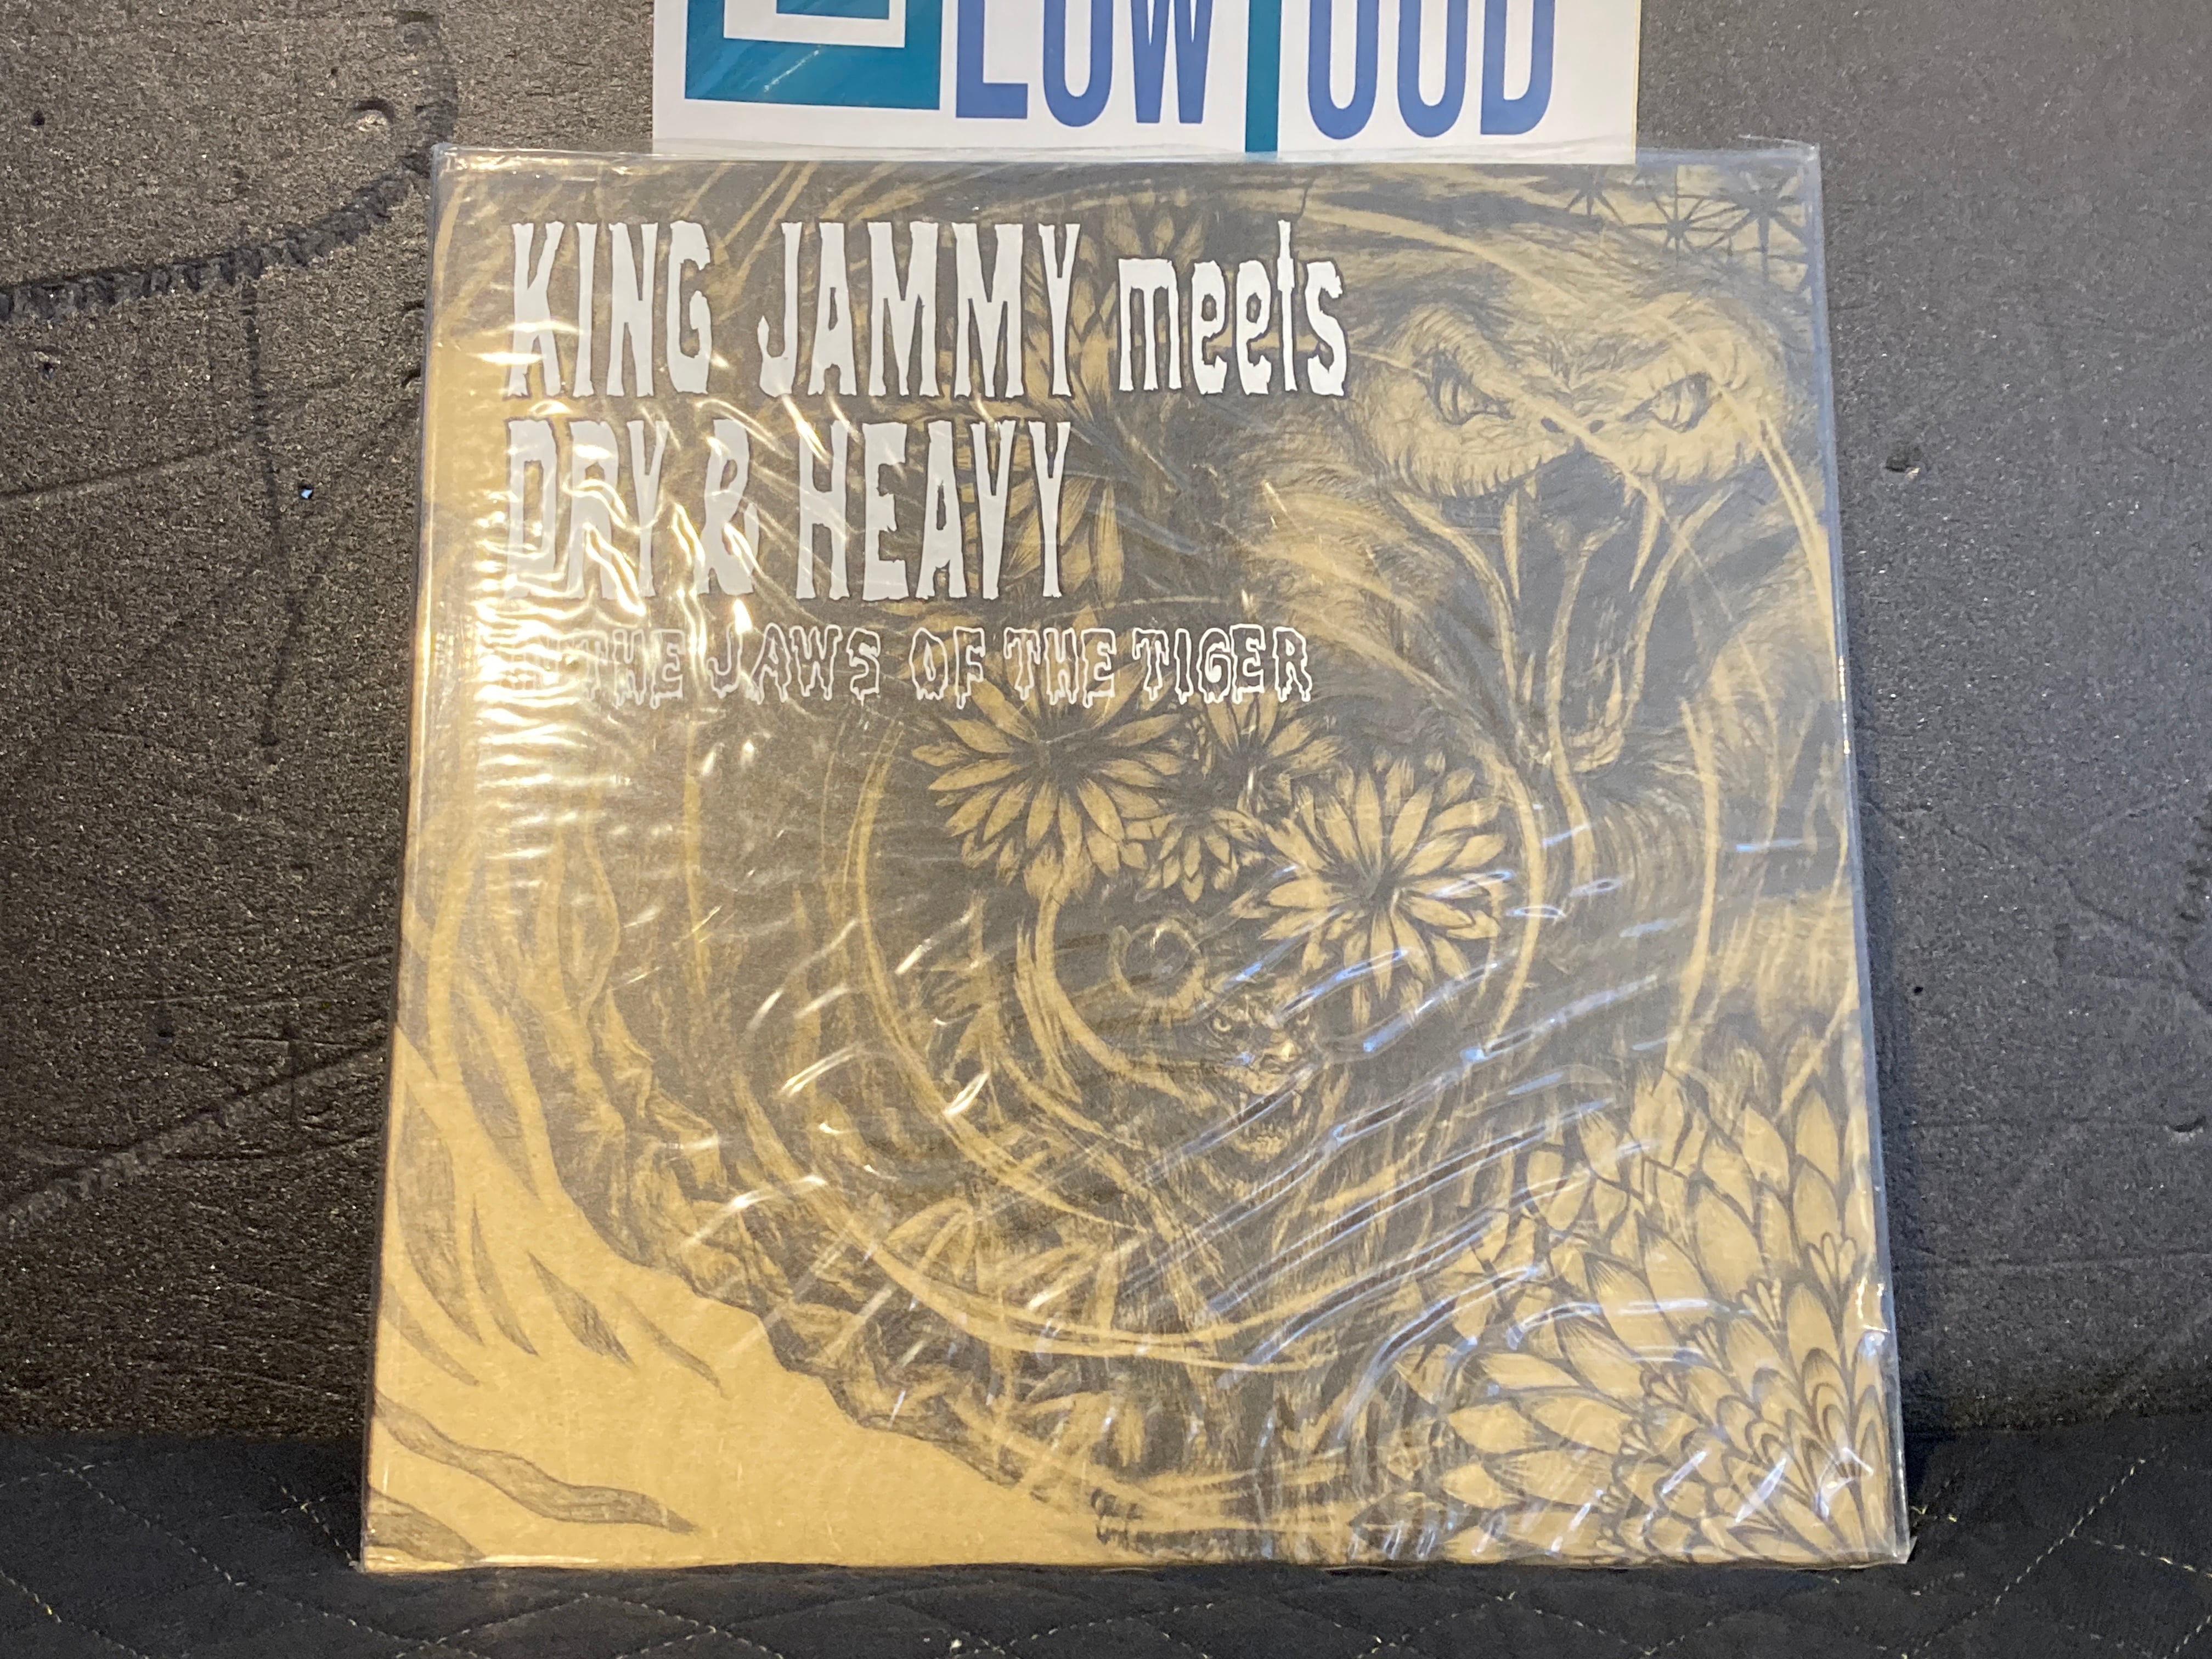 KING JAMMY meets
DRY & HEAVY
THE JAWS OF THE TIGER